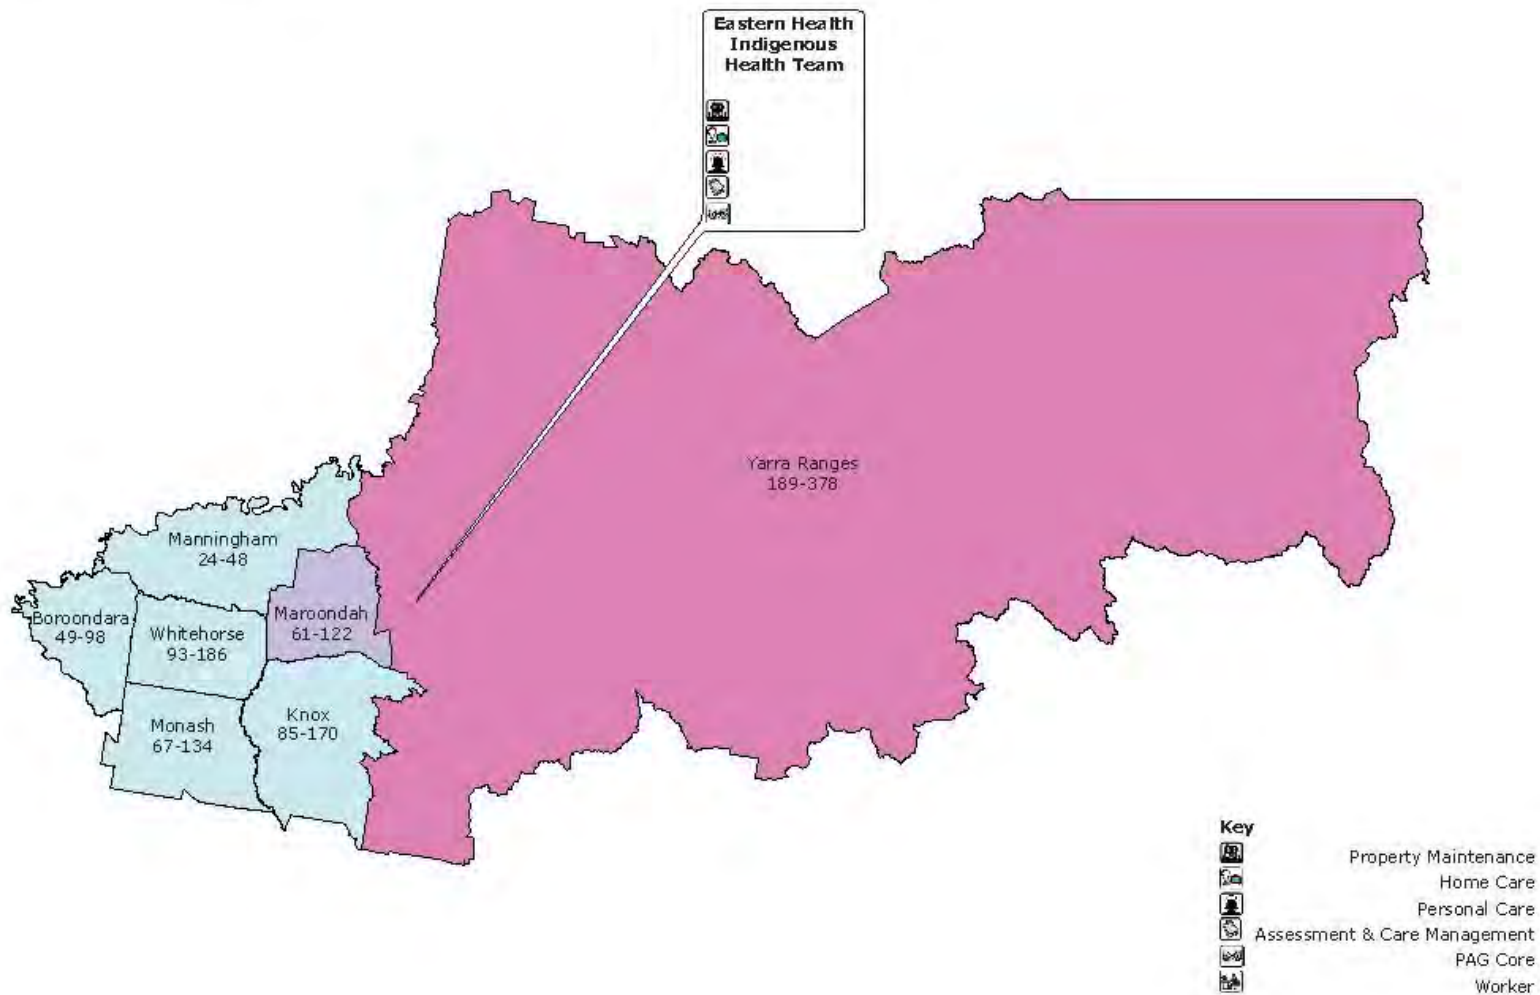 Eastern Health
Indigenous
Health Team
Yarra Ranges
189-378
Manningham
24-48
Maroondah
61-122
Boroondara
49-98
Whitehorse
93-186
Knox
85-170
Monash
67-134
Key
Property Maintenance
Home Care
Personal Care
Assessment & Care Management
PAG Core
Worker